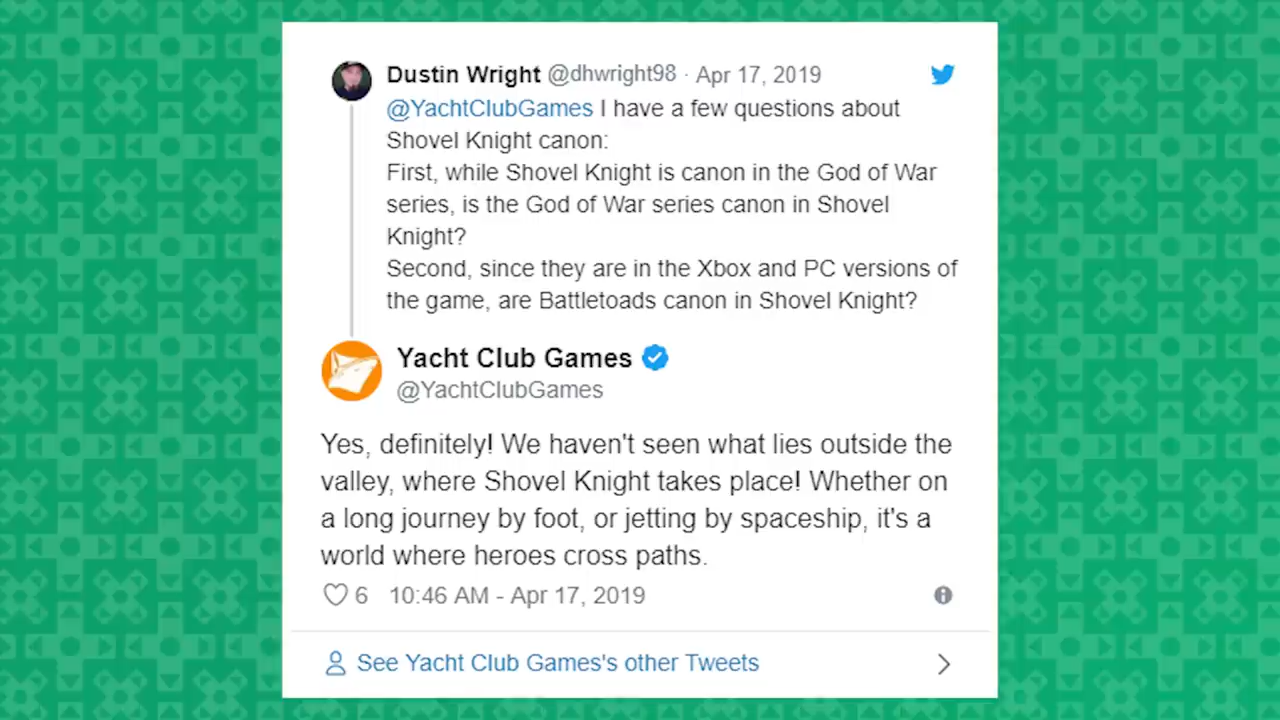 Dustin Wright @dhwright98 · Apr 17, 2019
@YachtClubGames I have a few questions about
Shovel Knight canon:
First, while Shovel Knight is canon in the God of War
series, is the God of War series canon in Shovel
Knight?
Second, since they are in the Xbox and PC versions of
the game, are Battletoads canon in Shovel Knight?
Yacht Club Games
@YachtClubGames
Yes, definitely! We haven't seen what lies outside the
valley, where Shovel Knight takes place! Whether on
a long journey by foot, or jetting by spaceship, it's a
world where heroes cross paths.
6 10:46 AM - Apr 17, 2019
See Yacht Club Games's other Tweets